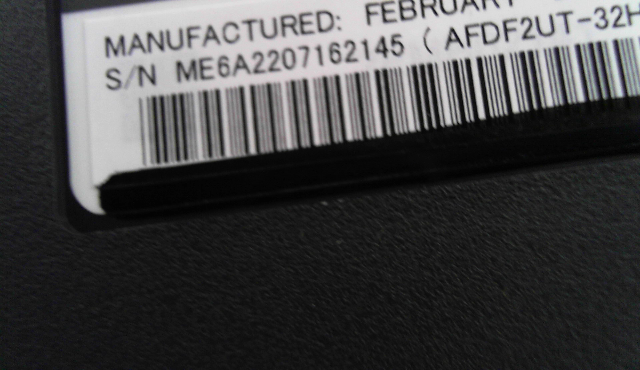 MANUFACTURED: FEBRUARY
S/N ME6A2207162145 ( AFDF2UT-32H